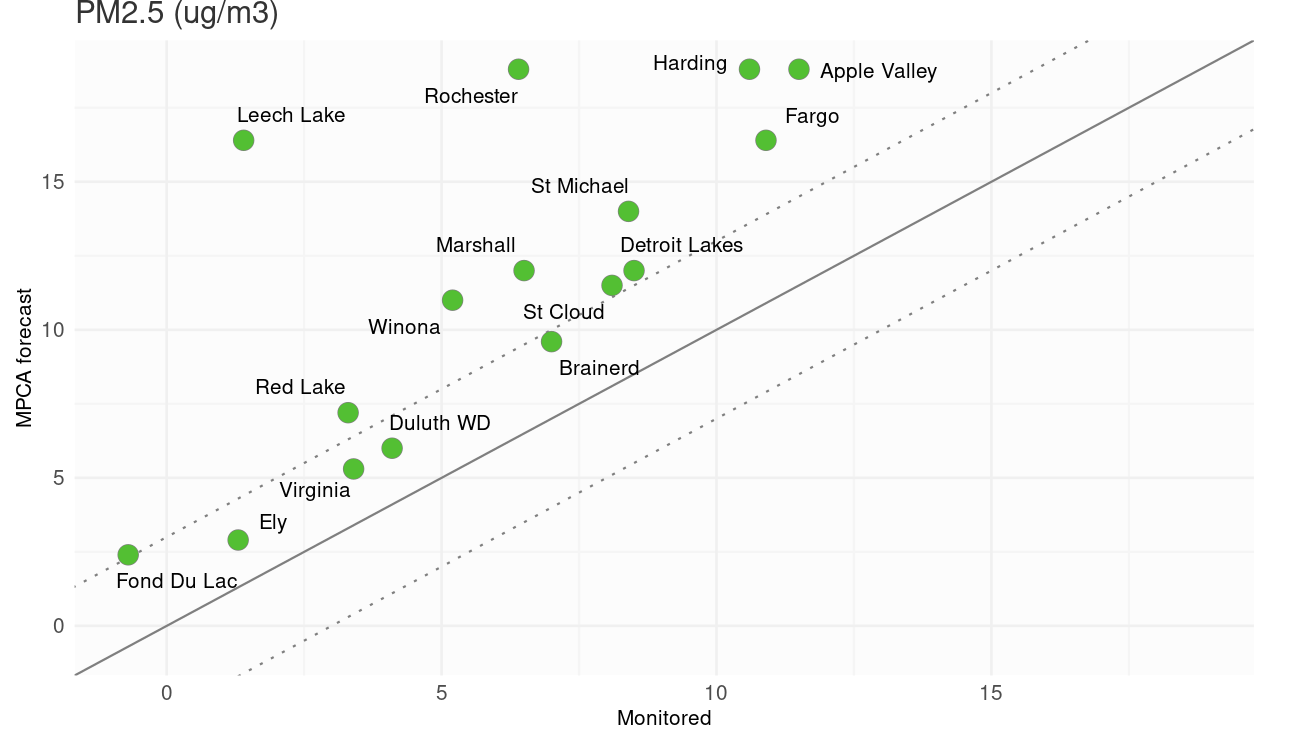 PM2.5 (ug/m3)
Harding
Apple Valley
Rochester
Leech Lake
Fargo
15
St Michael
Marshall
Detroit Lakes
St Cloud
Winona
10
Brainerd
MPCA forecast
Red Lake
Duluth WD
5
Virginia
Ely
Fond Du Lac
0
0
5
10
15
Monitored